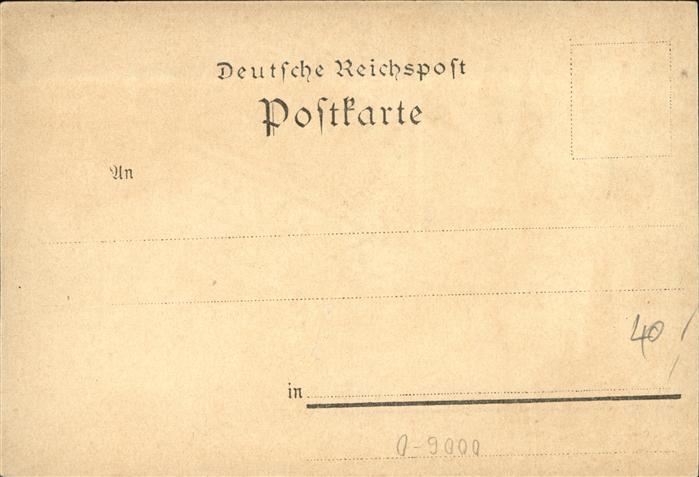 Deutsche Reichspost
Postkarte
An
40
in
0-9000